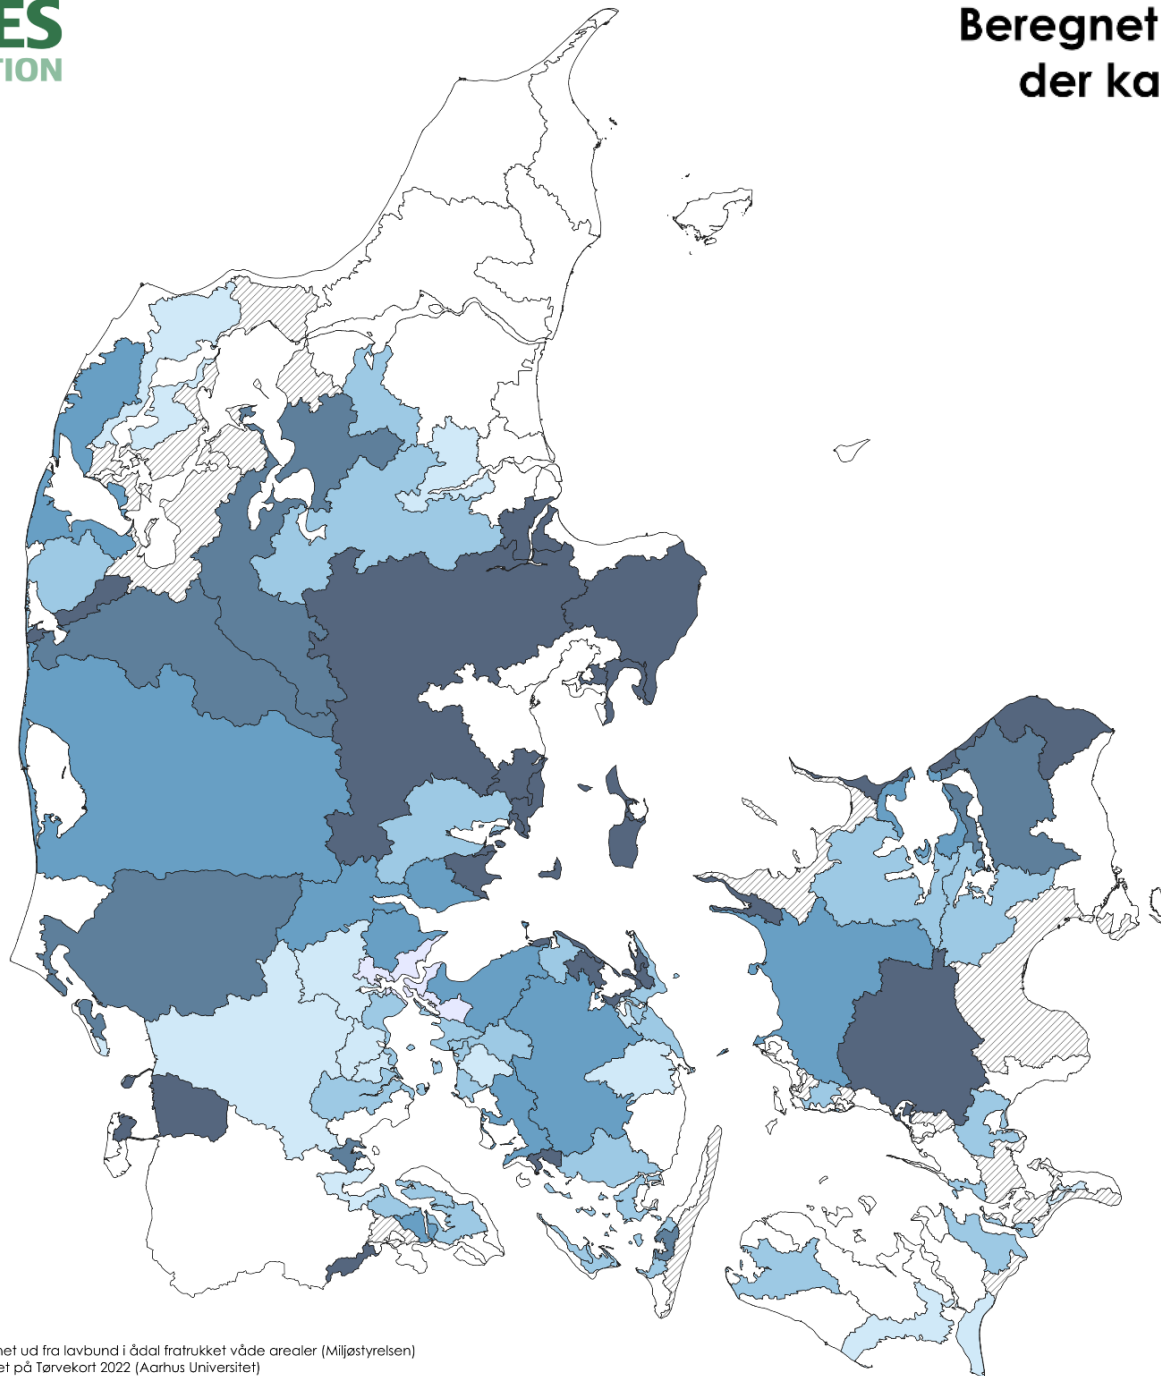 ES
TION
Beregnet
der ka
net ud fra lavbund i ådal fratrukket våde arealer (Miljøstyrelsen)
et på Tørvekort 2022 (Aarhus Universitet)